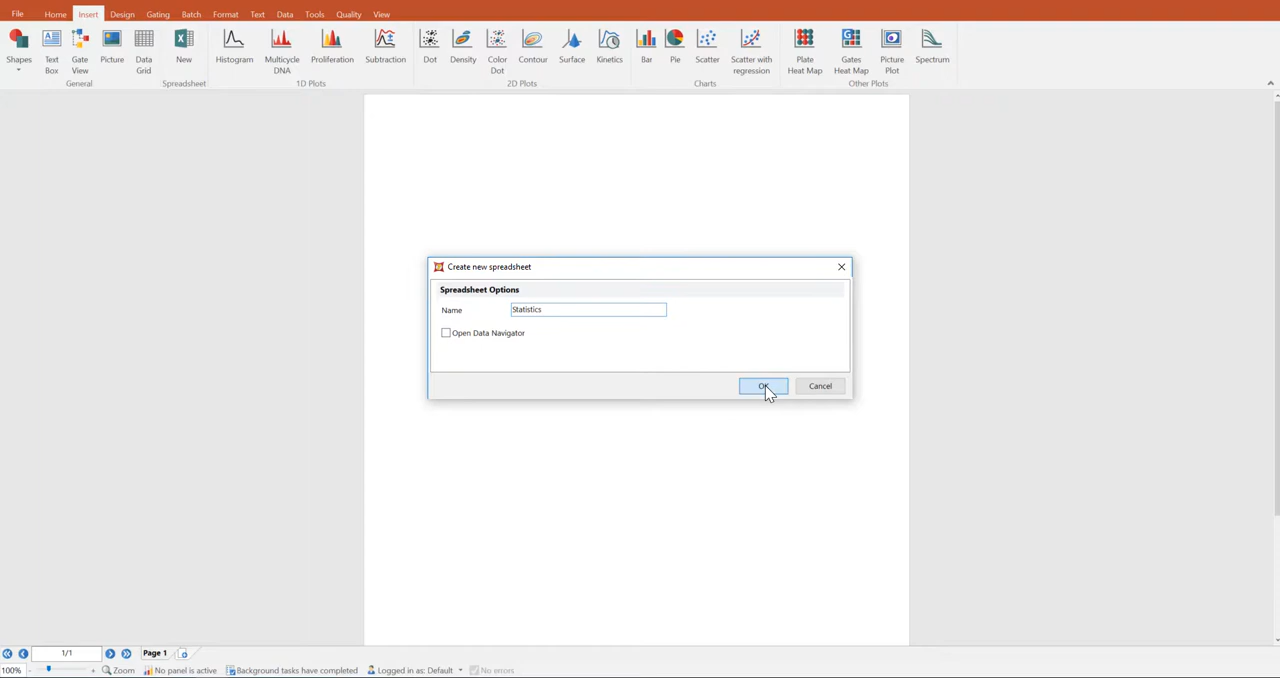 File Home Insert Design Gating Batch Format Text Data Tools Quality View
Shapes Text Box Gate View Picture Data Grid New Histogram Multicycle DNA Proliferation Subtraction Dot Density Color Dot Contour Surface Kinetics Bar Pie Scatter Scatter with regression Plate Heat Map Gates Heat Map Picture Plot Spectrum
General Spreadsheet 1D Plots 2D Plots Charts Other Plots
Create new spreadsheet
Spreadsheet Options
Name Statistics
Open Data Navigator
OK Cancel
1/1 Page 1
100% - + Zoom No panel is active Background tasks have completed Logged in as: Default No errors